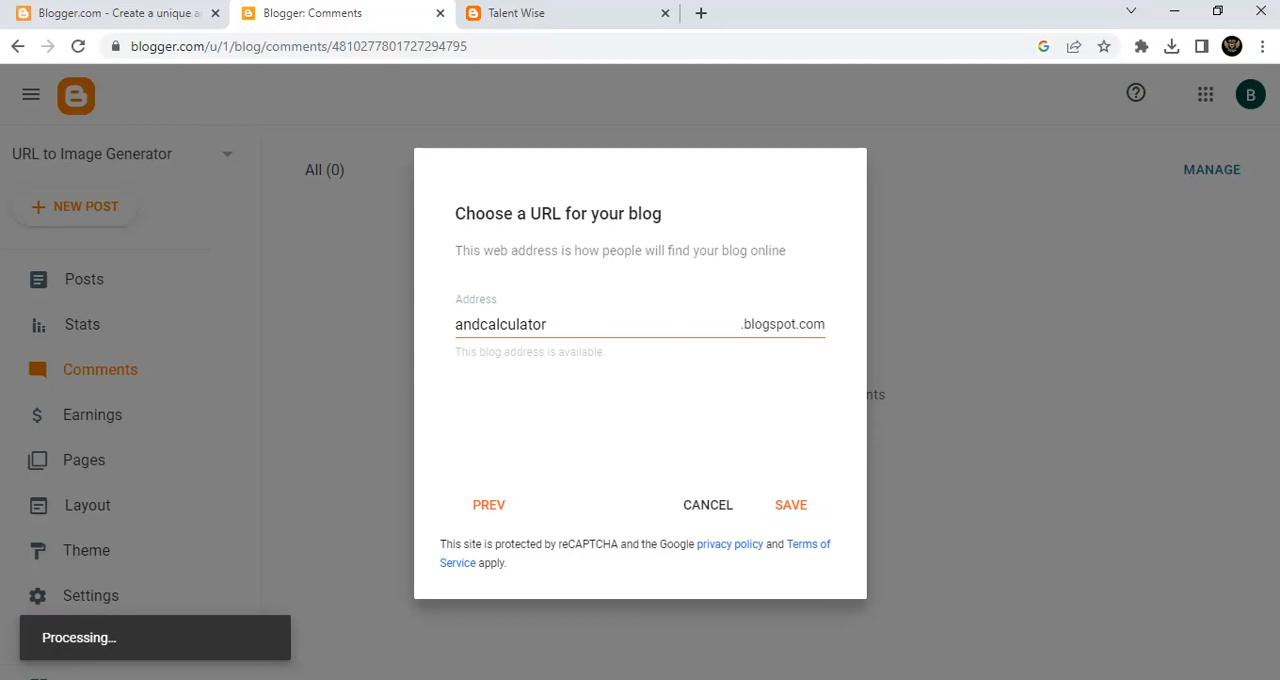 Blogger.com - Create a unique a
Blogger: Comments
Talent Wise
blogger.com/u/1/blog/comments/4810277801727294795
B
URL to Image Generator
All (0)
MANAGE
NEW POST
Choose a URL for your blog
This web address is how people will find your blog online
Posts
Address
Stats
andcalculator
.blogspot.com
This blog address is available.
Comments
nts
Earnings
Pages
Layout
PREV
CANCEL
SAVE
Theme
This site is protected by reCAPTCHA and the Google privacy policy and Terms of
Service apply.
Settings
Processing...